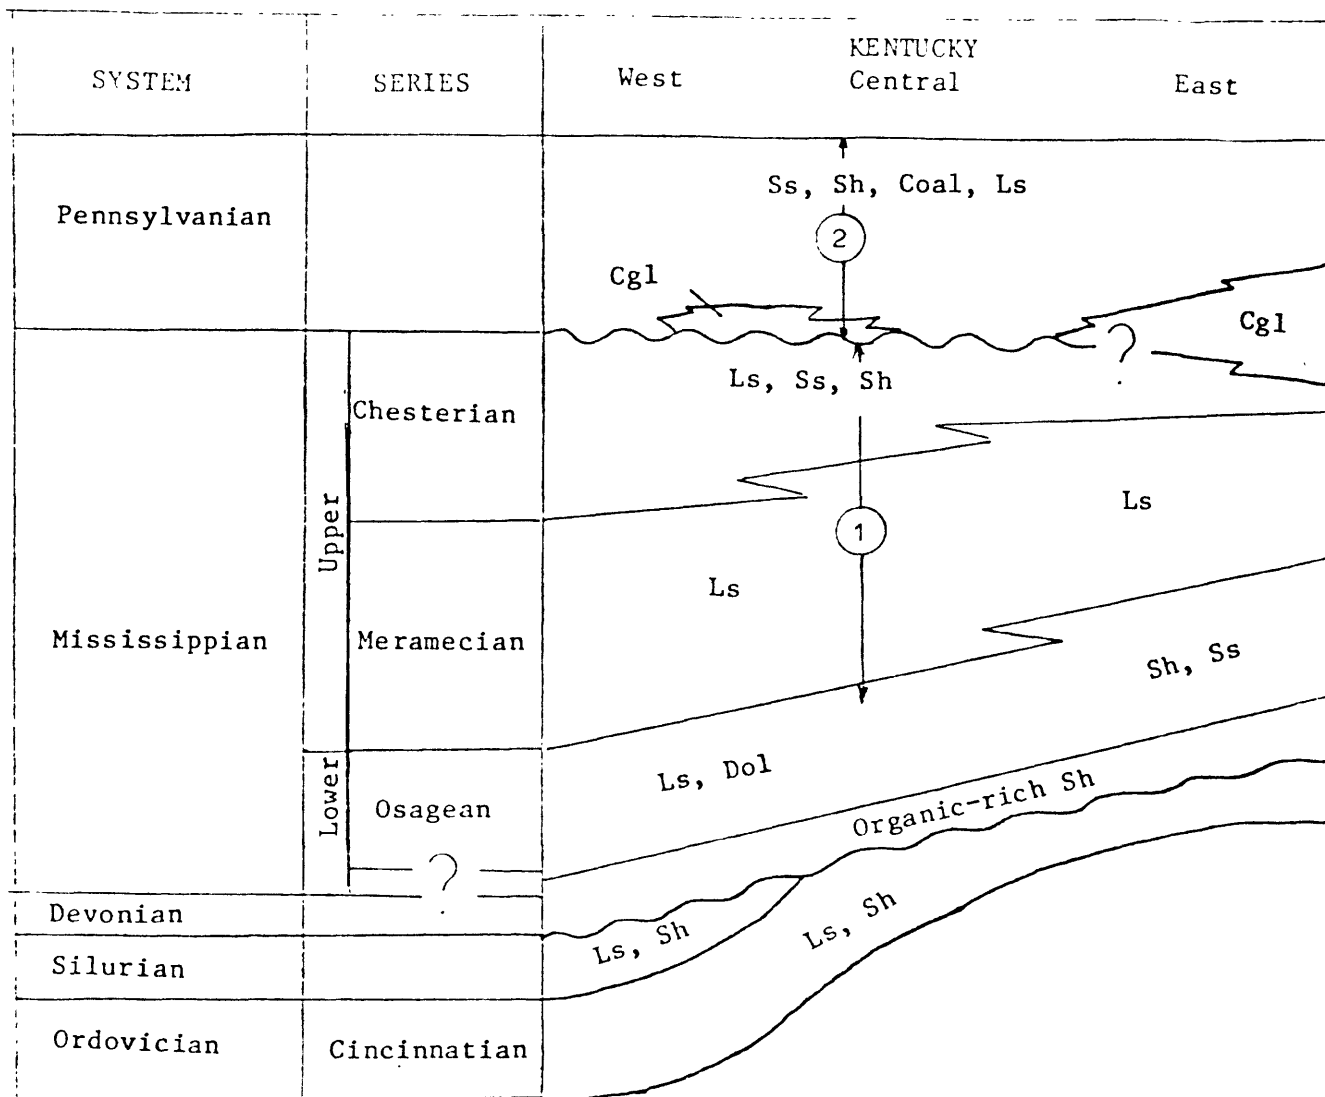 KENTUCKY
SYSTEM SERIES West Central East
Ss, Sh, Coal, Ls
Pennsylvanian
2
Cgl
Cgl
?
Ls, Ss, Sh
Chesterian
Upper
Ls
1
Ls
Mississippian
Meramecian
Sh, Ss
Lower
Ls, Dol
Osagean
Organic-rich Sh
?
Devonian
Ls, Sh
Ls, Sh
Silurian
Ordovician
Cincinnatian